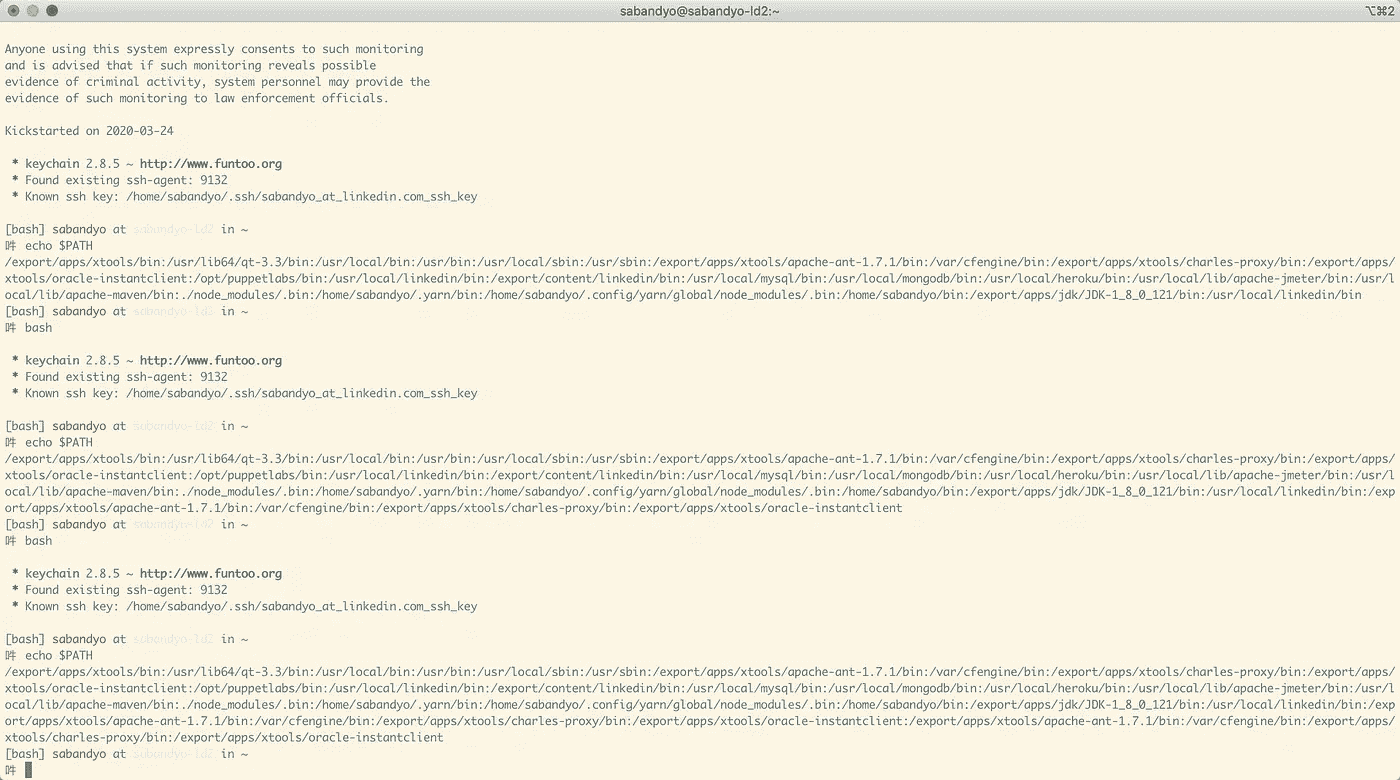 sabandyo@sabandyo-ld2:~
⌥⌘2
Anyone using this system expressly consents to such monitoring
and is advised that if such monitoring reveals possible
evidence of criminal activity, system personnel may provide the
evidence of such monitoring to law enforcement officials.
Kickstarted on 2020-03-24
* keychain 2.8.5 ~ http://www.funtoo.org
* Found existing ssh-agent: 9132
* Known ssh key: /home/sabandyo/.ssh/sabandyo_at_linkedin.com_ssh_key
[bash] sabandyo at sabandyo-ld2 in ~
echo $PATH
/export/apps/xtools/bin:/usr/lib64/qt-3.3/bin:/usr/local/bin:/usr/bin:/usr/local/sbin:/usr/sbin:/export/apps/xtools/apache-ant-1.7.1/bin:/var/cfengine/bin:/export/apps/xtools/charles-proxy/bin:/export/apps/
xtools/oracle-instantclient:/opt/puppetlabs/bin:/usr/local/linkedin/bin:/export/content/linkedin/bin:/usr/local/mysql/bin:/usr/local/mongodb/bin:/usr/local/heroku/bin:/usr/local/lib/apache-jmeter/bin:/usr/l
ocal/lib/apache-maven/bin:./node_modules/.bin:/home/sabandyo/.yarn/bin:/home/sabandyo/.config/yarn/global/node_modules/.bin:/home/sabandyo/bin:/export/apps/jdk/JDK-1_8_0_121/bin:/usr/local/linkedin/bin
[bash] sabandyo at sabandyo-ld2 in ~
bash
* keychain 2.8.5 ~ http://www.funtoo.org
* Found existing ssh-agent: 9132
* Known ssh key: /home/sabandyo/.ssh/sabandyo_at_linkedin.com_ssh_key
[bash] sabandyo at sabandyo-ld2 in ~
echo $PATH
/export/apps/xtools/bin:/usr/lib64/qt-3.3/bin:/usr/local/bin:/usr/bin:/usr/local/sbin:/usr/sbin:/export/apps/xtools/apache-ant-1.7.1/bin:/var/cfengine/bin:/export/apps/xtools/charles-proxy/bin:/export/apps/
xtools/oracle-instantclient:/opt/puppetlabs/bin:/usr/local/linkedin/bin:/export/content/linkedin/bin:/usr/local/mysql/bin:/usr/local/mongodb/bin:/usr/local/heroku/bin:/usr/local/lib/apache-jmeter/bin:/usr/l
ocal/lib/apache-maven/bin:./node_modules/.bin:/home/sabandyo/.yarn/bin:/home/sabandyo/.config/yarn/global/node_modules/.bin:/home/sabandyo/bin:/export/apps/jdk/JDK-1_8_0_121/bin:/usr/local/linkedin/bin:/exp
ort/apps/xtools/apache-ant-1.7.1/bin:/var/cfengine/bin:/export/apps/xtools/charles-proxy/bin:/export/apps/xtools/oracle-instantclient
[bash] sabandyo at sabandyo-ld2 in ~
bash
* keychain 2.8.5 ~ http://www.funtoo.org
* Found existing ssh-agent: 9132
* Known ssh key: /home/sabandyo/.ssh/sabandyo_at_linkedin.com_ssh_key
[bash] sabandyo at sabandyo-ld2 in ~
echo $PATH
/export/apps/xtools/bin:/usr/lib64/qt-3.3/bin:/usr/local/bin:/usr/bin:/usr/local/sbin:/usr/sbin:/export/apps/xtools/apache-ant-1.7.1/bin:/var/cfengine/bin:/export/apps/xtools/charles-proxy/bin:/export/apps/
xtools/oracle-instantclient:/opt/puppetlabs/bin:/usr/local/linkedin/bin:/export/content/linkedin/bin:/usr/local/mysql/bin:/usr/local/mongodb/bin:/usr/local/heroku/bin:/usr/local/lib/apache-jmeter/bin:/usr/l
ocal/lib/apache-maven/bin:./node_modules/.bin:/home/sabandyo/.yarn/bin:/home/sabandyo/.config/yarn/global/node_modules/.bin:/home/sabandyo/bin:/export/apps/jdk/JDK-1_8_0_121/bin:/usr/local/linkedin/bin:/exp
ort/apps/xtools/apache-ant-1.7.1/bin:/var/cfengine/bin:/export/apps/xtools/charles-proxy/bin:/export/apps/xtools/oracle-instantclient:/export/apps/xtools/apache-ant-1.7.1/bin:/var/cfengine/bin:/export/apps/
xtools/charles-proxy/bin:/export/apps/xtools/oracle-instantclient
[bash] sabandyo at sabandyo-ld2 in ~